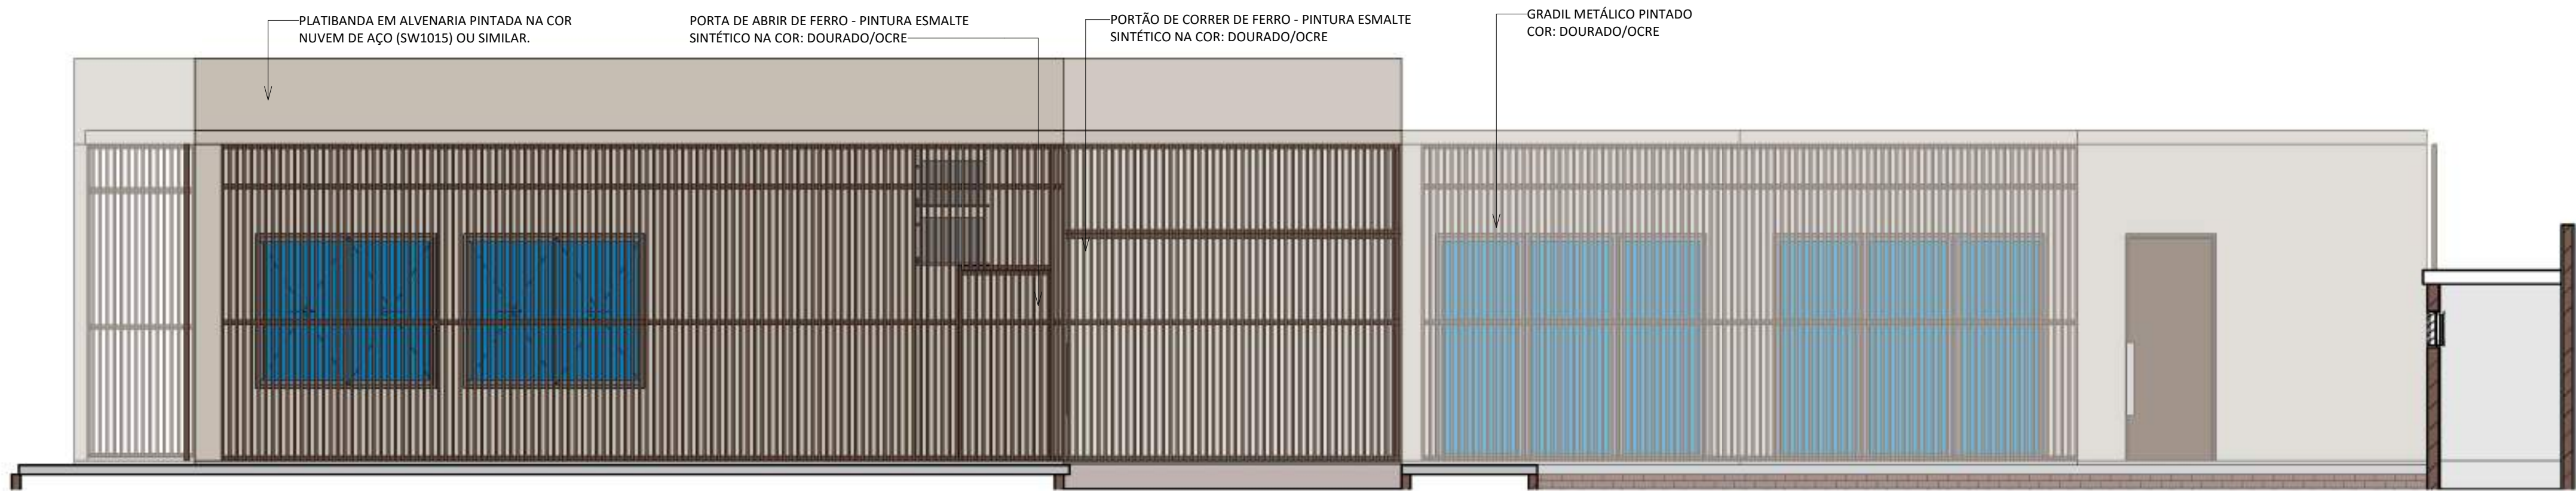 PLATIBANDA EM ALVENARIA PINTADA NA COR
NUVEM DE AÇO (SW1015) OU SIMILAR.
PORTA DE ABRIR DE FERRO - PINTURA ESMALTE
SINTÉTICO NA COR: DOURADO/OCRE
PORTÃO DE CORRER DE FERRO - PINTURA ESMALTE
SINTÉTICO NA COR: DOURADO/OCRE
GRADIL METÁLICO PINTADO
COR: DOURADO/OCRE